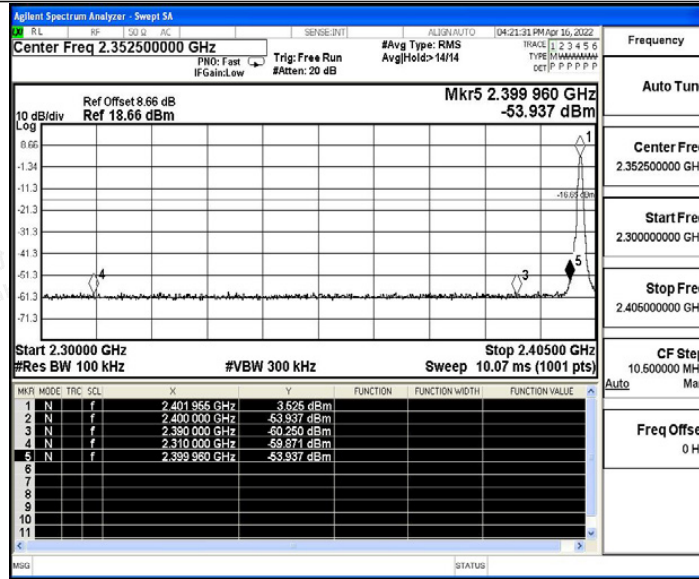 Agilent Spectrum Analyzer - Swept SA
RL RF 50 Ω AC SENSE:INT ALIGNAUTO 04:21:31 PM Apr 16, 2022
Center Freq 2.352500000 GHz
PNO: Fast
IFGain:Low
Trig: Free Run
#Atten: 20 dB
#Avg Type: RMS
Avg|Hold:> 14/14
TRACE 1 2 3 4 5 6
TYPE M
DET P P P P P P
Ref Offset 8.66 dB
10 dB/div Ref 18.66 dBm
Log
Mkr5 2.399 960 GHz
-53.937 dBm
8.66
-1.34
-11.3
-21.3
-31.3
-41.3
-51.3
-61.3
-71.3
-16.65 dBm
1
5
4
3
Start 2.30000 GHz Stop 2.40500 GHz
#Res BW 100 kHz #VBW 300 kHz Sweep 10.07 ms (1001 pts)
MKR MODE TRC SCL X Y FUNCTION FUNCTION WIDTH FUNCTION VALUE
1 N f 2.401 955 GHz 3.525 dBm
2 N f 2.400 000 GHz -53.937 dBm
3 N f 2.390 000 GHz -60.250 dBm
4 N f 2.310 000 GHz -59.871 dBm
5 N f 2.399 960 GHz -53.937 dBm
6
7
8
9
10
11
MSG STATUS
Frequency
Auto Tun
Center Fre
2.352500000 GH
Start Fre
2.300000000 GH
Stop Fre
2.405000000 GH
CF Ste
10.500000 MH
Auto Ma
Freq Offse
0 H